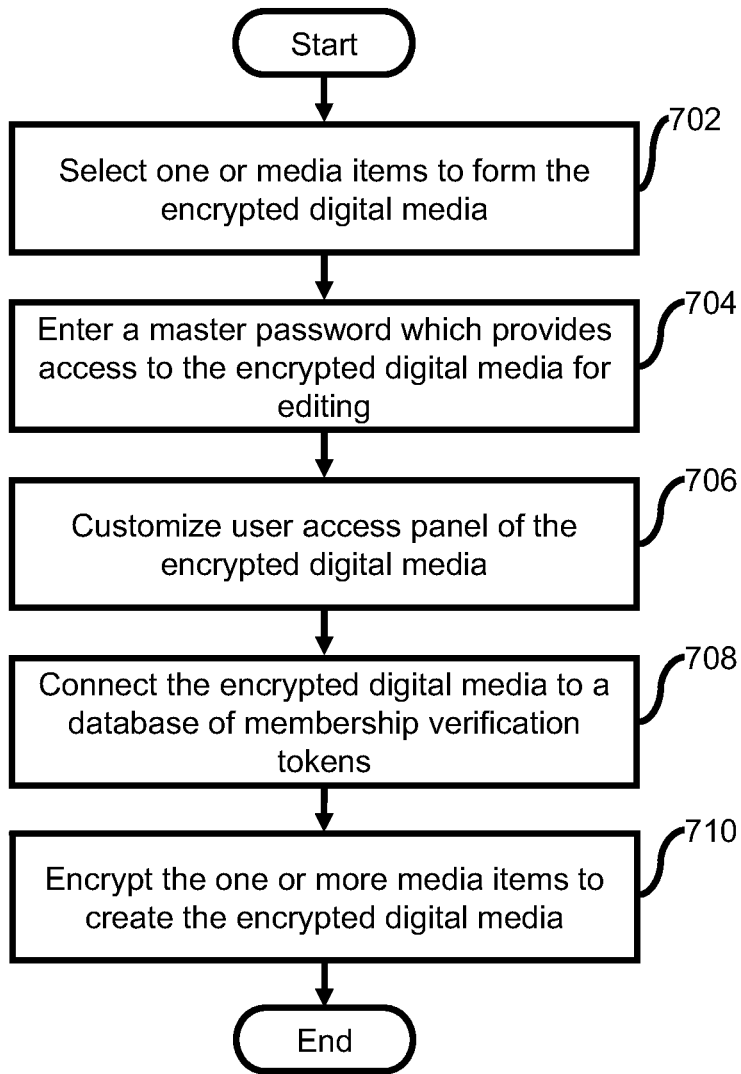 Start
702
Select one or media items to form the
encrypted digital media
704
Enter a master password which provides
access to the encrypted digital media for
editing
706
Customize user access panel of the
encrypted digital media
708
Connect the encrypted digital media to a
database of membership verification
tokens
710
Encrypt the one or more media items to
create the encrypted digital media
End